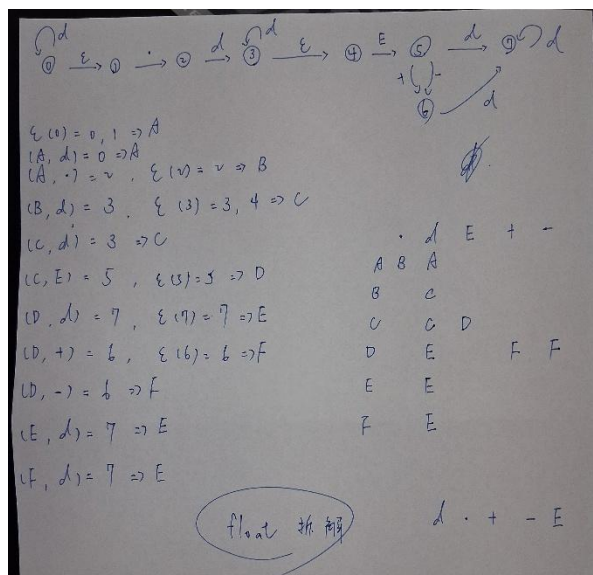 d d
0 ε 1 · 2 d 3 ε 4 E 5 d 7 d
+ -
6 d
ε(0) = 0, 1 => A
(A, d) = 0 => A
(A, ·) = 2 , ε(2) = 2 => B
(B, d) = 3 ε(3) = 3, 4 => C
(C, d) = 3 => C
(C, E) = 5 , ε(5) = 5 => D
(D, d) = 7 , ε(7) = 7 => E
(D, +) = 6 , ε(6) = 6 => F
(D, -) = 6 => F
(E, d) = 7 => E
(F, d) = 7 => E
· d E + -
A B A
B C
C C D
D E F F
E E
F E
float 拆解
d · + - E